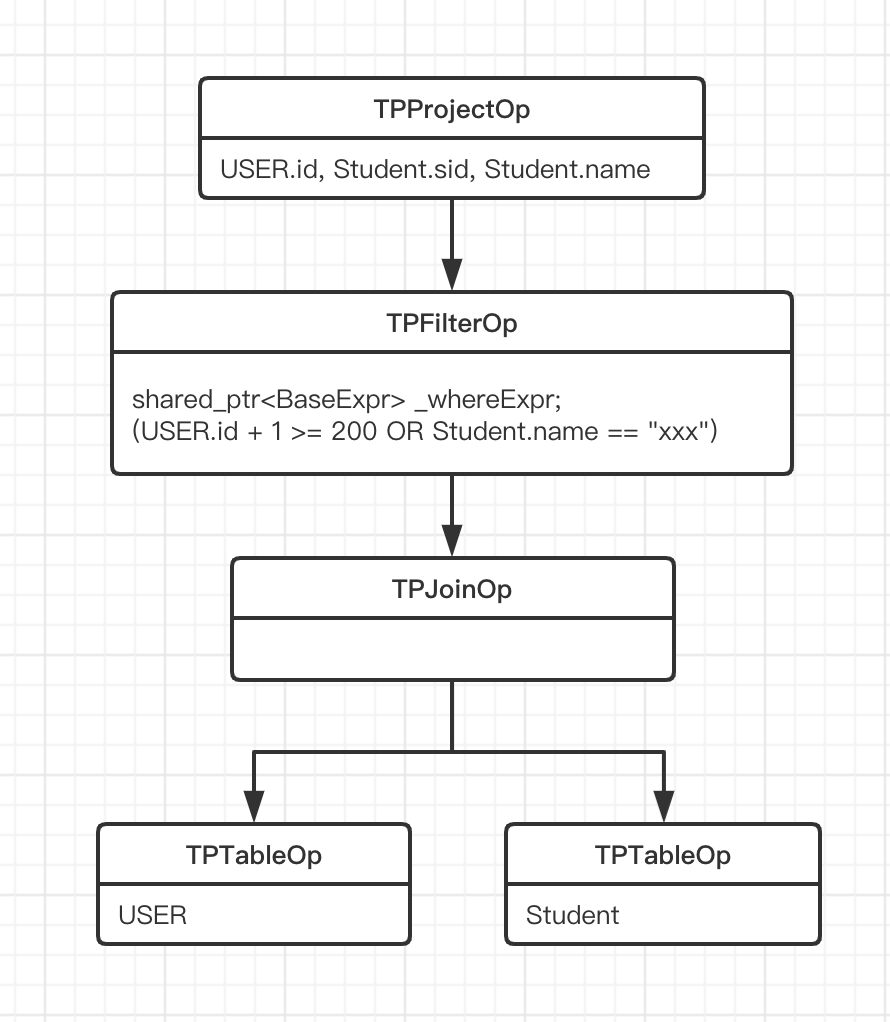 TPProjectOp
USER.id, Student.sid, Student.name
TPFilterOp
shared_ptr<BaseExpr> _whereExpr;
(USER.id + 1 >= 200 OR Student.name == "xxx")
TPJoinOp
TPTableOp
USER
TPTableOp
Student